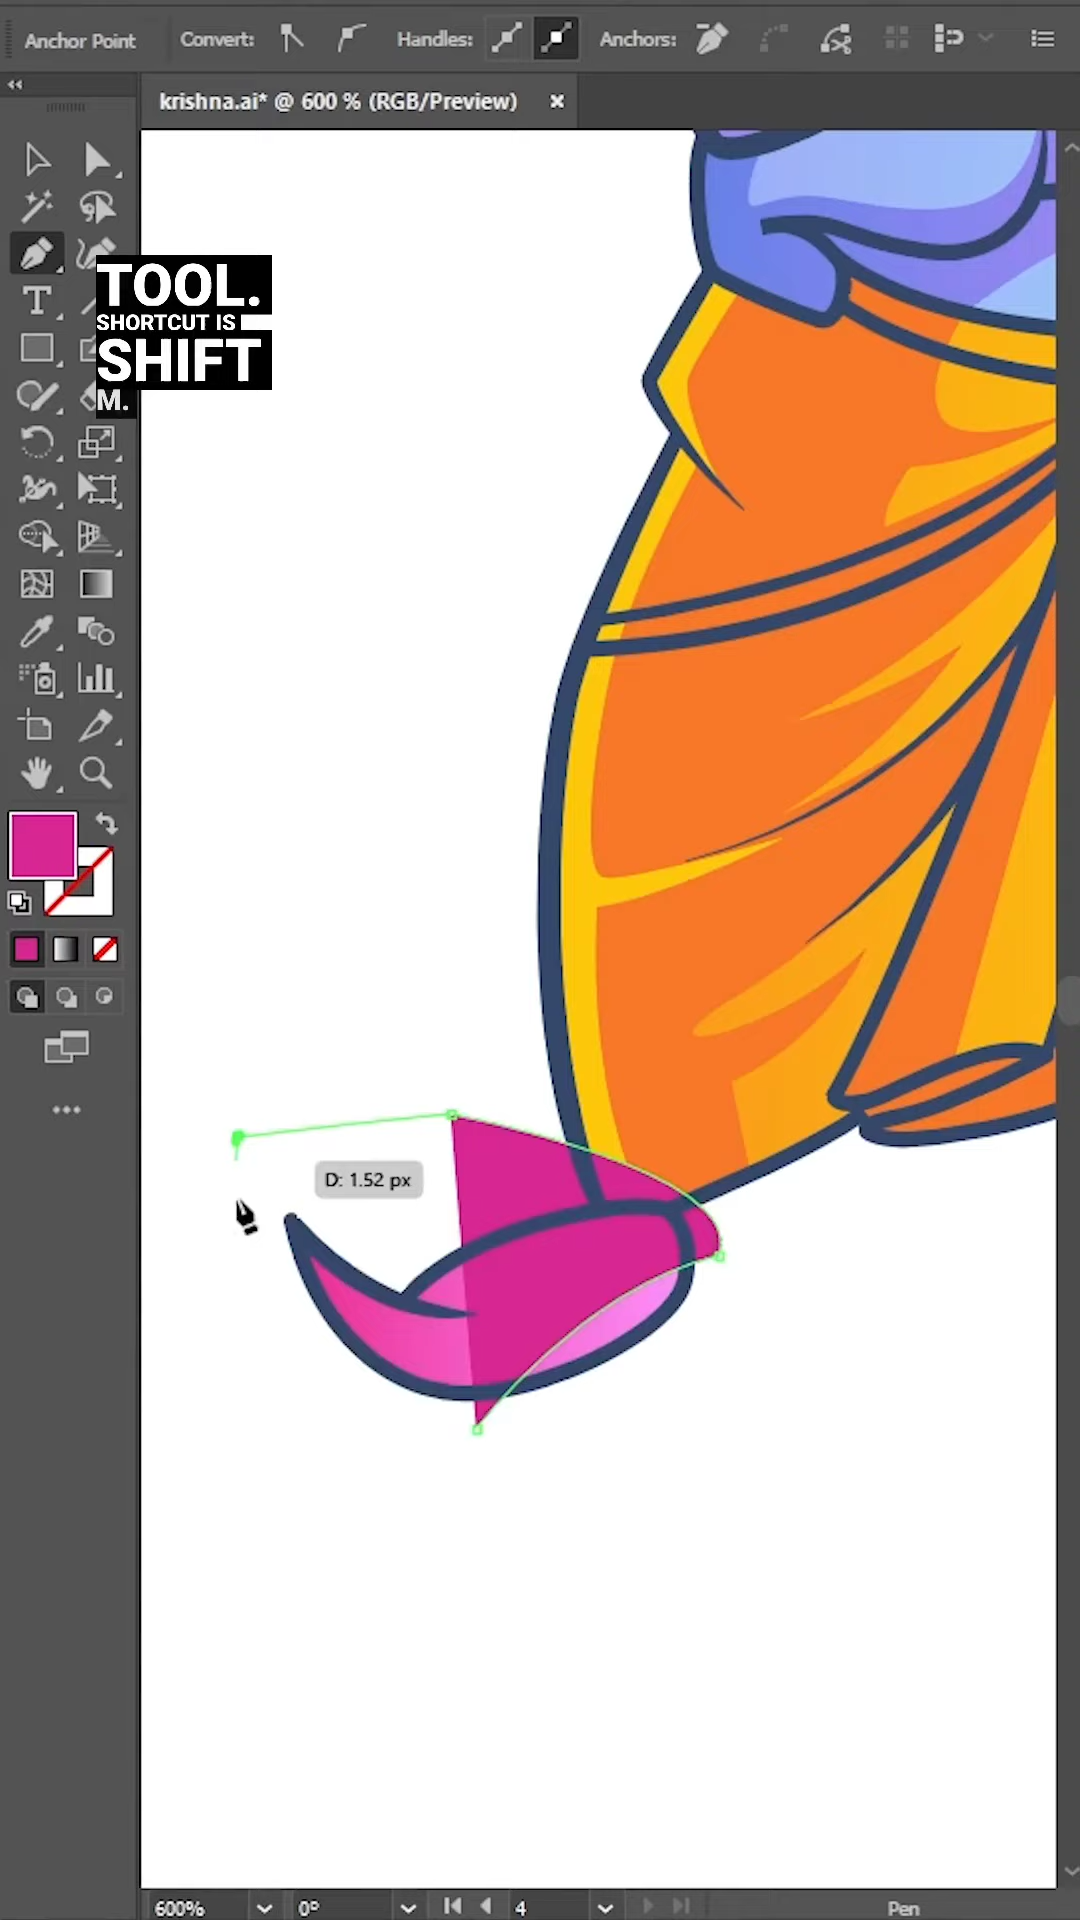 Anchor Point
Convert:
Handles:
Anchors:
krishna.ai* @ 600 % (RGB/Preview)
TOOL.
SHORTCUT IS
SHIFT
M.
D: 1.52 px
600%
0°
4
Pen